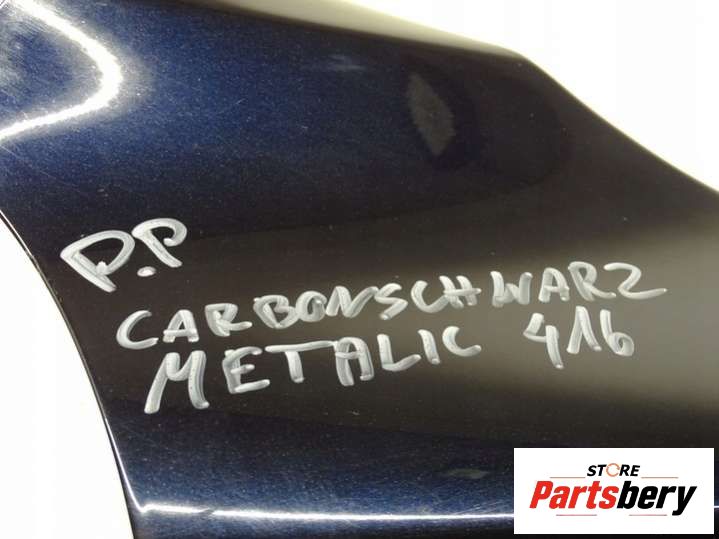 P.P
CARBONSCHWARZ
METALIC 416
STORE
Partsbery